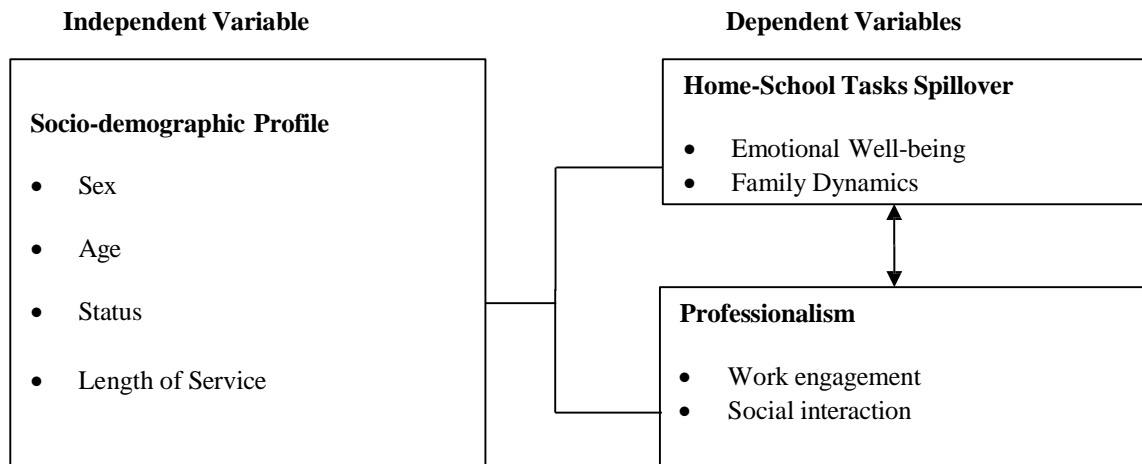 Independent Variable
Dependent Variables
Socio-demographic Profile
• Sex
• Age
• Status
• Length of Service
Home-School Tasks Spillover
• Emotional Well-being
• Family Dynamics
Professionalism
• Work engagement
• Social interaction